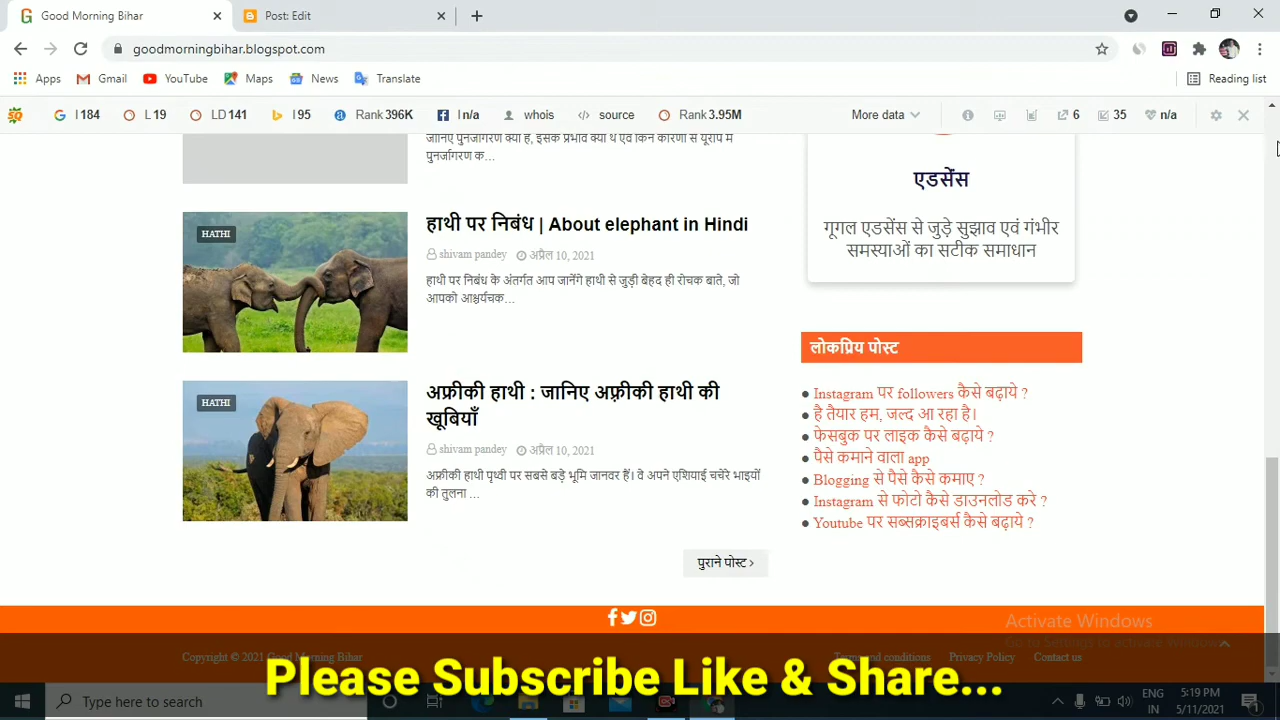 Good Morning Bihar
Post: Edit
goodmorningbihar.blogspot.com
Apps Gmail YouTube Maps News Translate Reading list
I 184 L 19 LD 141 I 95 Rank 396K I n/a whois source Rank 3.95M More data 6 35 n/a
जानिए पुनर्जागरण क्या है, इसके प्रभाव क्या थे एवं किन कारणों से यूरोप में
पुनर्जागरण क...
एडसेंस
गूगल एडसेंस से जुड़े सुझाव एवं गंभीर
समस्याओं का सटीक समाधान
HATHI
हाथी पर निबंध | About elephant in Hindi
shivam pandey अप्रैल 10, 2021
हाथी पर निबंध के अंतर्गत आप जानेंगे हाथी से जुड़ी बेहद ही रोचक बाते, जो
आपको आश्चर्यचक...
HATHI
अफ्रीकी हाथी : जानिए अफ़्रीकी हाथी की
खूबियाँ
shivam pandey अप्रैल 10, 2021
अफ्रीकी हाथी पृथ्वी पर सबसे बड़े भूमि जानवर हैं। वे अपने एशियाई चचेरे भाइयों
की तुलना ...
पुराने पोस्ट
लोकप्रिय पोस्ट
Instagram पर followers कैसे बढ़ाये ?
है तैयार हम, जल्द आ रहा है।
फेसबुक पर लाइक कैसे बढ़ाये ?
पैसे कमाने वाला app
Blogging से पैसे कैसे कमाए ?
Instagram से फोटो कैसे डाउनलोड करे ?
Youtube पर सब्सक्राइबर्स कैसे बढ़ाये ?
Activate Windows
Go to Settings to activate Windows.
Copyright © 2021 Good Morning Bihar
Terms and conditions Privacy Policy Contact us
Please Subscribe Like & Share...
Type here to search
ENG
IN
5:19 PM
5/11/2021